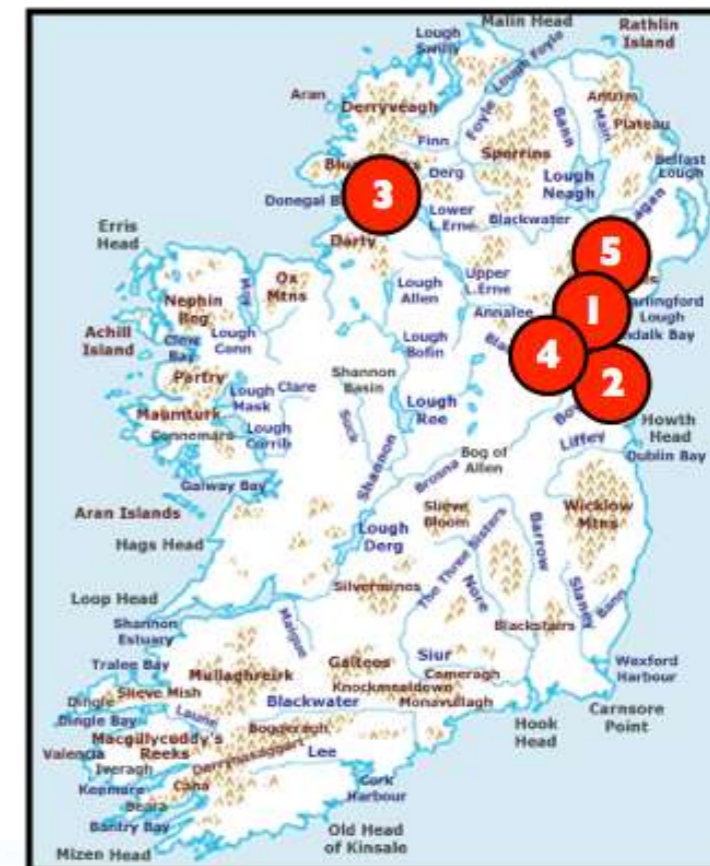 Malin Head
Rathlin
Island
Lough
Swilly
Lough Foyle
Aran
Derryveagh
Foyle
Bann
Main
Antrim
Plateau
Finn
Sperrins
Belfast
Lough
Derg
Lough
Neagh
3
Donegal
Lower
L.Erne
Blackwater
Darty
5
Erris
Head
Ox
Mtns
Upper
L.Erne
Lough
Allen
Nephin
Beg
Annalee
1
Lough
Achill
Island
Clew
Bay
Lough
Conn
Lough
Bofin
4
2
Partry
Shannon
Basin
Lough
Mask
Clare
Lough
Ree
Maumturk
Connemara
Lough
Corrib
Suck
Shannon
Howth
Head
Liffey
Dublin Bay
Bog of
Allen
Brosna
Galway Bay
Aran Islands
Slieve
Bloom
Wicklow
Mtns
Hags Head
Lough
Derg
The Three Sisters
Barrow
Silvermines
Nore
Slaney
Bann
Loop Head
Shannon
Estuary
Maigue
Blackstairs
Tralee Bay
Mullaghreirk
Galtees
Siur
Comeragh
Wexford
Harbour
Dingle
Slieve Mish
Knockmealdown
Monavullagh
Dingle Bay
Laune
Blackwater
Hook
Head
Carnsore
Point
Macgillycuddy's
Reeks
Boggeragh
Valencia
Iveragh
Derrynasaggart
Lee
Kenmare
Caha
Cork
Harbour
Beara
Bantry Bay
Old Head
of Kinsale
Mizen Head